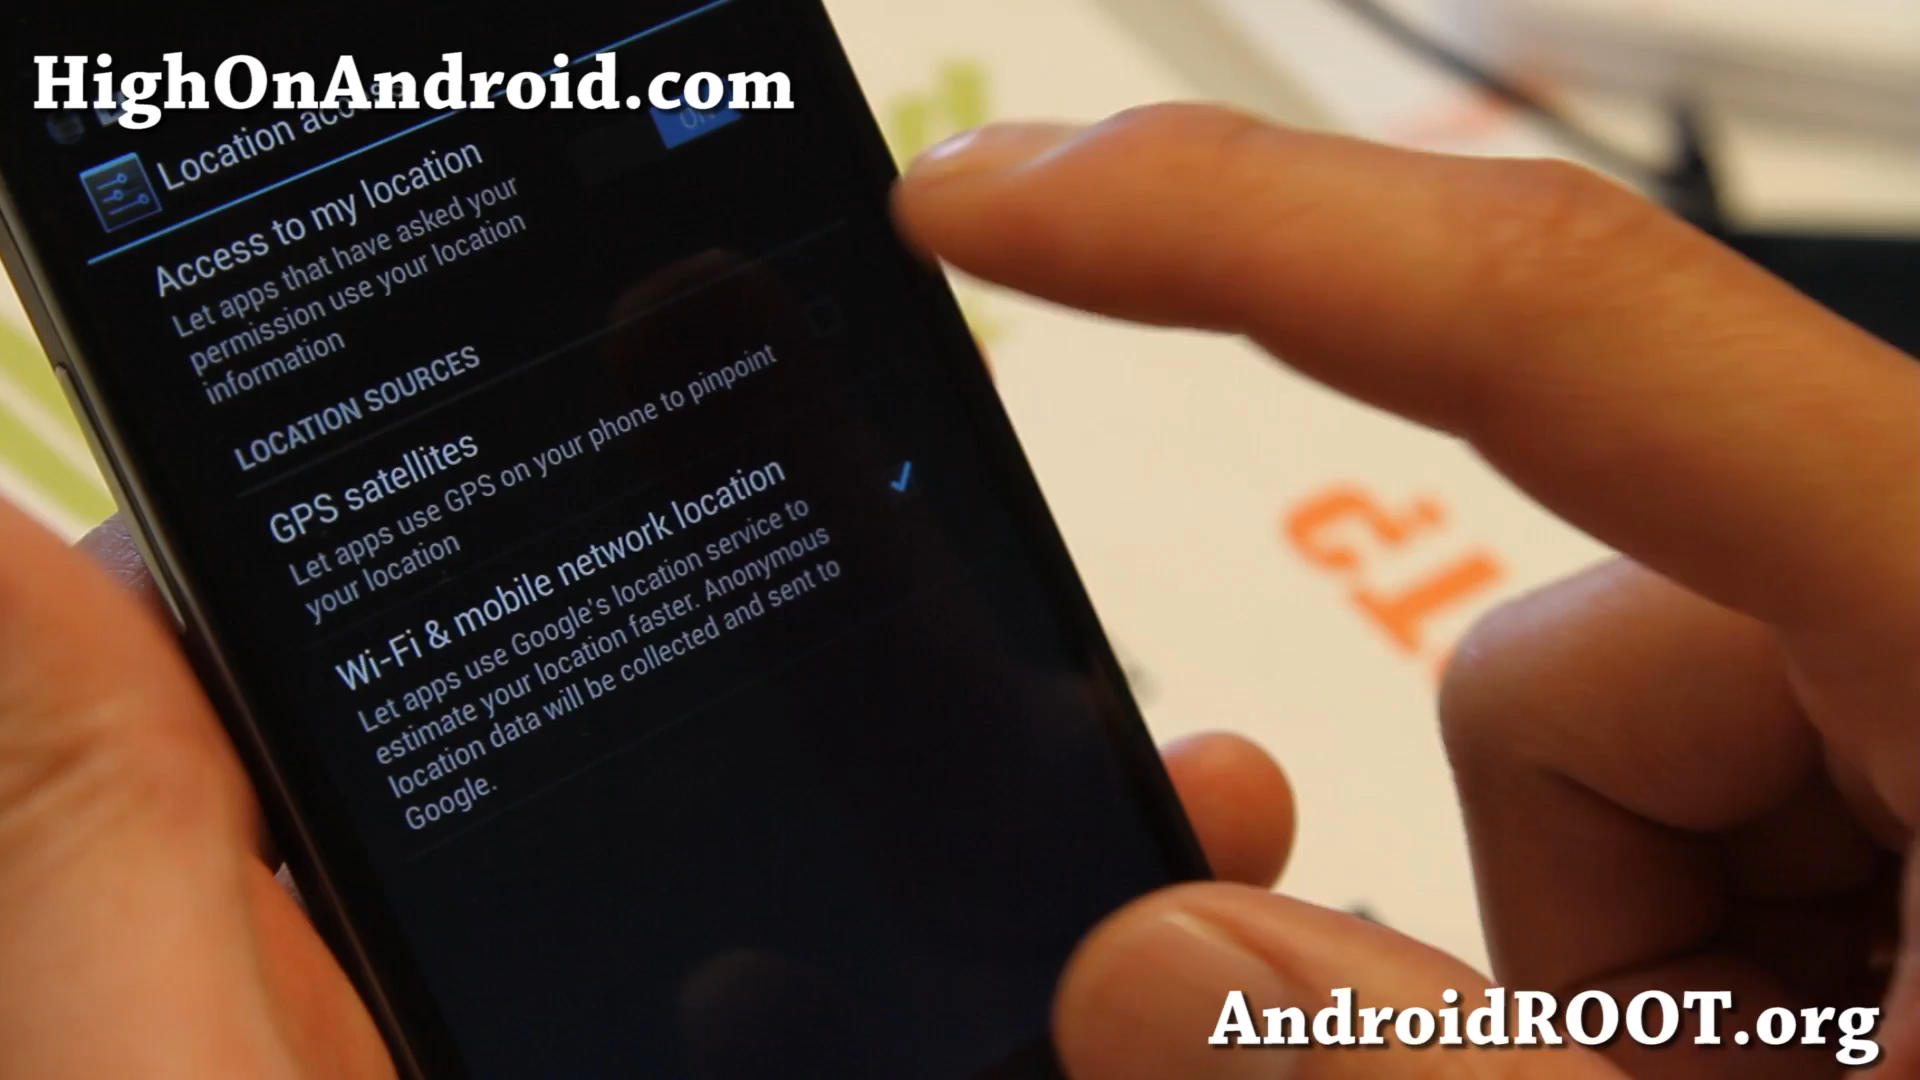 HighOnAndroid.com
Location access
Access to my location
ON
Let apps that have asked your
permission use your location
information
LOCATION SOURCES
GPS satellites
Let apps use GPS on your phone to pinpoint
your location
Wi-Fi & mobile network location
Let apps use Google's location service to
estimate your location faster. Anonymous
location data will be collected and sent to
Google.
AndroidROOT.org